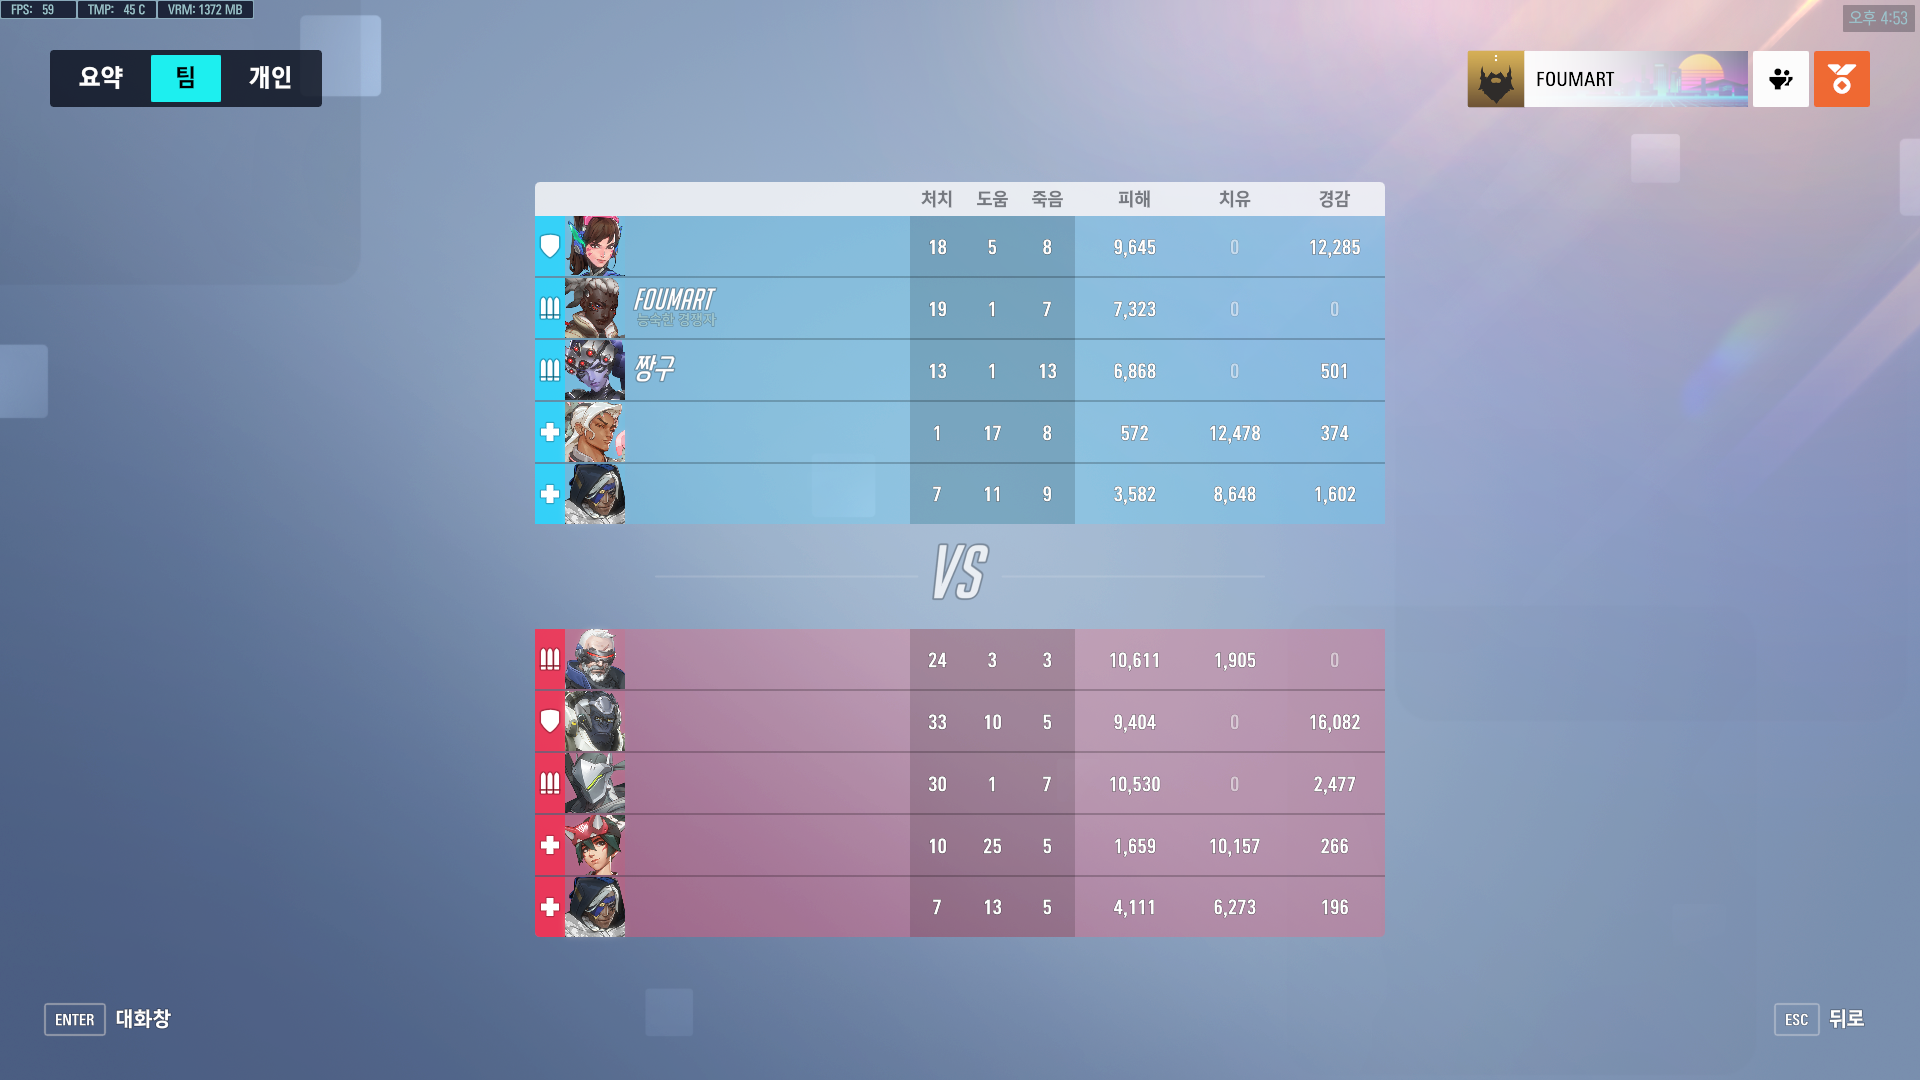 FPS: 59 TMP: 45 C VRM: 1372 MB
오후 4:53
요약 팀 개인
FOUMART
처치 도움 죽음 피해 치유 경감
18 5 8 9,645 0 12,285
FOUMART
능숙한 경쟁자
19 1 7 7,323 0 0
짱구 13 1 13 6,868 0 501
1 17 8 572 12,478 374
7 11 9 3,582 8,648 1,602
VS
24 3 3 10,611 1,905 0
33 10 5 9,404 0 16,082
30 1 7 10,530 0 2,477
10 25 5 1,659 10,157 266
7 13 5 4,111 6,273 196
ENTER 대화창
ESC 뒤로